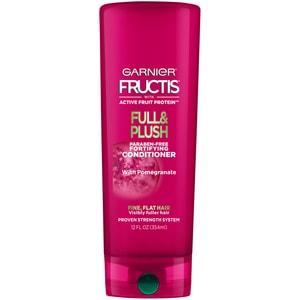 GARNIER
FRUCTIS
WITH
ACTIVE FRUIT PROTEIN™
FULL&
PLUSH
PARABEN-FREE
FORTIFYING
CONDITIONER
With Pomegranate
FINE, FLAT HAIR
Visibly fuller hair
PROVEN STRENGTH SYSTEM
12 FL OZ (354ml)